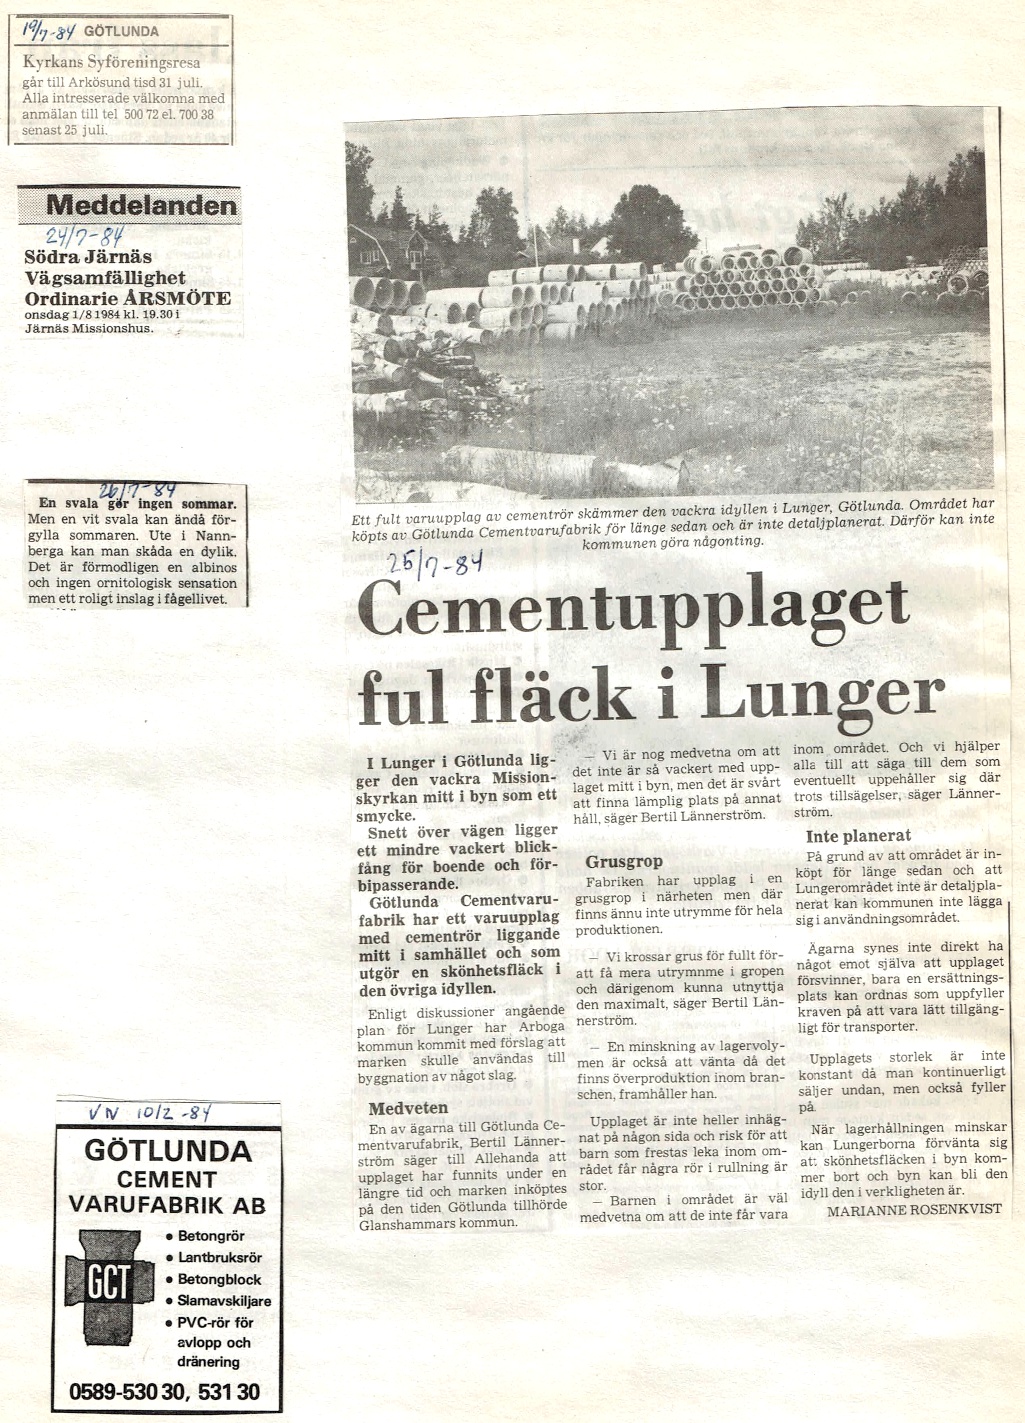 19/7-84 GÖTLUNDA
Kyrkans Syföreningsresa
går till Arkösund tisd 31 juli.
Alla intresserade välkomna med
anmälan till tel 500 72 el. 700 38
senast 25 juli.
Meddelanden
24/7-84
Södra Järnäs
Vägsamfällighet
Ordinarie ÅRSMÖTE
onsdag 1/8 1984 kl. 19.30 i
Järnäs Missionshus.
26/7-84
En svala gör ingen sommar.
Men en vit svala kan ändå för-
gylla sommaren. Ute i Nann-
berga kan man skåda en dylik.
Det är förmodligen en albinos
och ingen ornitologisk sensation
men ett roligt inslag i fågellivet.
VN 10/2-84
GÖTLUNDA
CEMENT
VARUFABRIK AB
GCT
• Betongrör
• Lantbruksrör
• Betongblock
• Slamavskiljare
• PVC-rör för
avlopp och
dränering
0589-530 30, 531 30
Ett fult varuupplag av cementrör skämmer den vackra idyllen i Lunger, Götlunda. Området har
köpts av Götlunda Cementvarufabrik för länge sedan och är inte detaljplanerat. Därför kan inte
kommunen göra någonting.
25/7-84
Cementupplaget
ful fläck i Lunger
I Lunger i Götlunda lig-
ger den vackra Mission-
skyrkan mitt i byn som ett
smycke.
Snett över vägen ligger
ett mindre vackert blick-
fång för boende och för-
bipasserande.
Götlunda Cementvaru-
fabrik har ett varuupplag
med cementrör liggande
mitt i samhället och som
utgör en skönhetsfläck i
den övriga idyllen.
Enligt diskussioner angående
plan för Lunger har Arboga
kommun kommit med förslag att
marken skulle användas till
byggnation av något slag.
Medveten
En av ägarna till Götlunda Ce-
mentvarufabrik, Bertil Länner-
ström säger till Allehanda att
upplaget har funnits under en
längre tid och marken inköptes
på den tiden Götlunda tillhörde
Glanshammars kommun.
— Vi är nog medvetna om att
det inte är så vackert med upp-
laget mitt i byn, men det är svårt
att finna lämplig plats på annat
håll, säger Bertil Lännerström.
Grusgrop
Fabriken har upplag i en
grusgrop i närheten men där
finns ännu inte utrymme för hela
produktionen.
— Vi krossar grus för fullt för-
att få mera utrymnme i gropen
och därigenom kunna utnyttja
den maximalt, säger Bertil Län-
nerström.
— En minskning av lagervoly-
men är också att vänta då det
finns överproduktion inom bran-
schen, framhåller han.
Upplaget är inte heller inhäg-
nat på någon sida och risk för att
barn som frestas leka inom om-
rådet får några rör i rullning är
stor.
— Barnen i området är väl
medvetna om att de inte får vara
inom området. Och vi hjälper
alla till att säga till dem som
eventuellt uppehåller sig där
trots tillsägelser, säger Länner-
ström.
Inte planerat
På grund av att området är in-
köpt för länge sedan och att
Lungerområdet inte är detaljpla-
nerat kan kommunen inte lägga
sig i användningsområdet.
Ägarna synes inte direkt ha
något emot själva att upplaget
försvinner, bara en ersättnings-
plats kan ordnas som uppfyller
kraven på att vara lätt tillgäng-
ligt för transporter.
Upplagets storlek är inte
konstant då man kontinuerligt
säljer undan, men också fyller
på.
När lagerhållningen minskar
kan Lungerborna förvänta sig
att skönhetsfläcken i byn kom-
mer bort och byn kan bli den
idyll den i verkligheten är.
MARIANNE ROSENKVIST